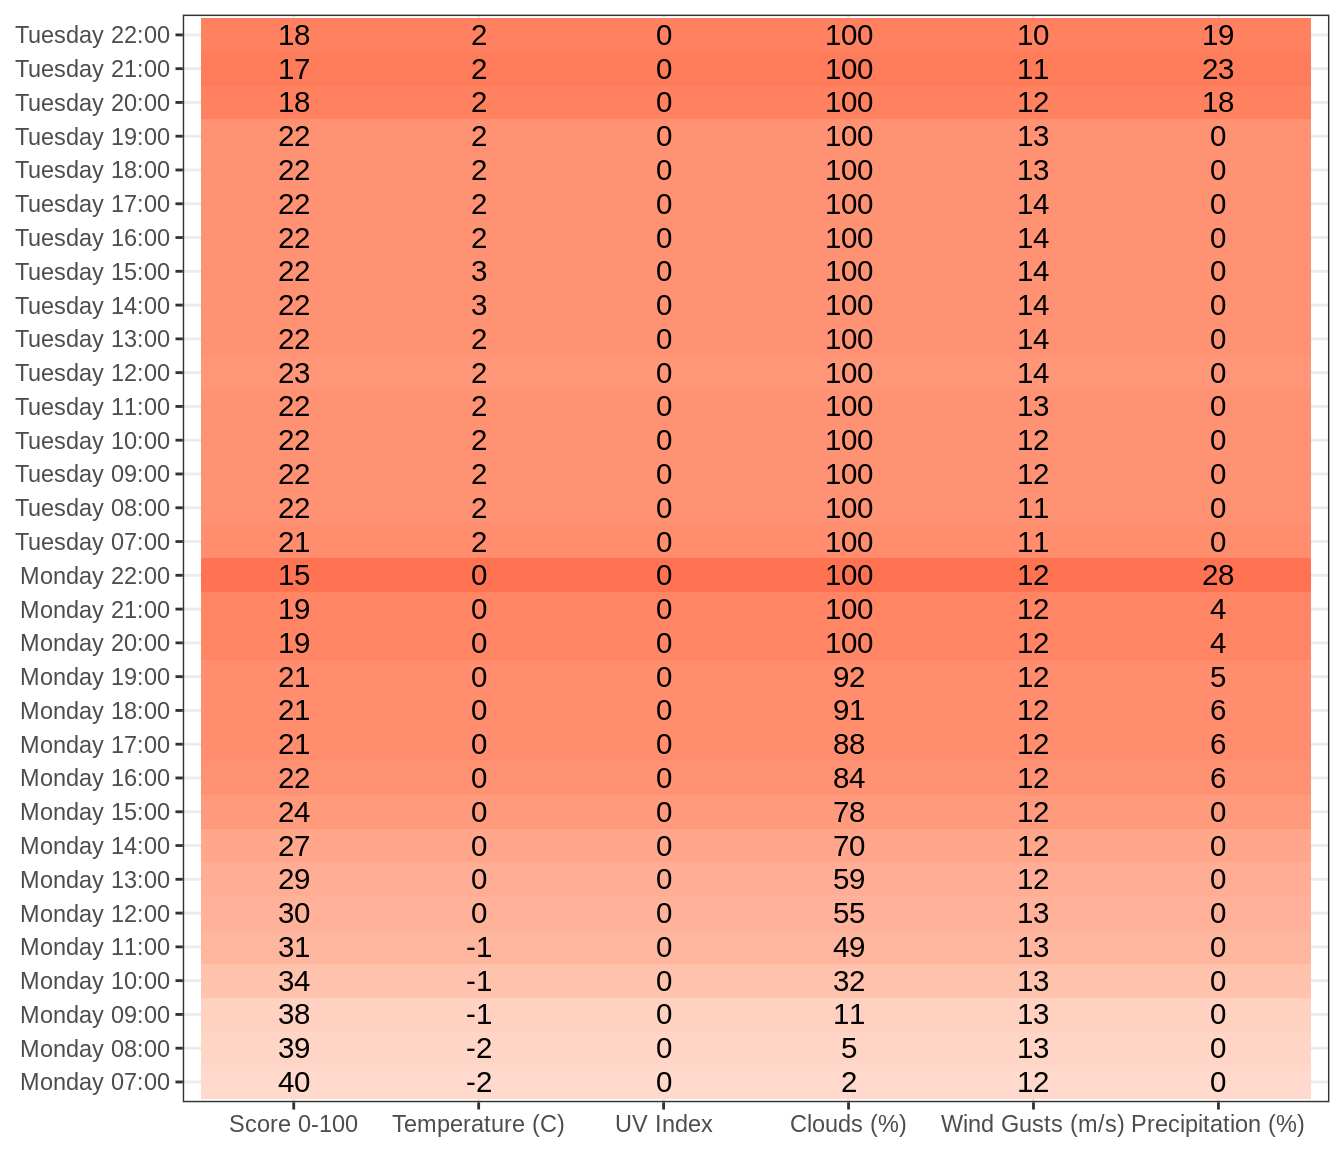 Tuesday 22:00 18 2 0 100 10 19
Tuesday 21:00 17 2 0 100 11 23
Tuesday 20:00 18 2 0 100 12 18
Tuesday 19:00 22 2 0 100 13 0
Tuesday 18:00 22 2 0 100 13 0
Tuesday 17:00 22 2 0 100 14 0
Tuesday 16:00 22 2 0 100 14 0
Tuesday 15:00 22 3 0 100 14 0
Tuesday 14:00 22 3 0 100 14 0
Tuesday 13:00 22 2 0 100 14 0
Tuesday 12:00 23 2 0 100 14 0
Tuesday 11:00 22 2 0 100 13 0
Tuesday 10:00 22 2 0 100 12 0
Tuesday 09:00 22 2 0 100 12 0
Tuesday 08:00 22 2 0 100 11 0
Tuesday 07:00 21 2 0 100 11 0
Monday 22:00 15 0 0 100 12 28
Monday 21:00 19 0 0 100 12 4
Monday 20:00 19 0 0 100 12 4
Monday 19:00 21 0 0 92 12 5
Monday 18:00 21 0 0 91 12 6
Monday 17:00 21 0 0 88 12 6
Monday 16:00 22 0 0 84 12 6
Monday 15:00 24 0 0 78 12 0
Monday 14:00 27 0 0 70 12 0
Monday 13:00 29 0 0 59 12 0
Monday 12:00 30 0 0 55 13 0
Monday 11:00 31 -1 0 49 13 0
Monday 10:00 34 -1 0 32 13 0
Monday 09:00 38 -1 0 11 13 0
Monday 08:00 39 -2 0 5 13 0
Monday 07:00 40 -2 0 2 12 0
Score 0-100 Temperature (C) UV Index Clouds (%) Wind Gusts (m/s) Precipitation (%)